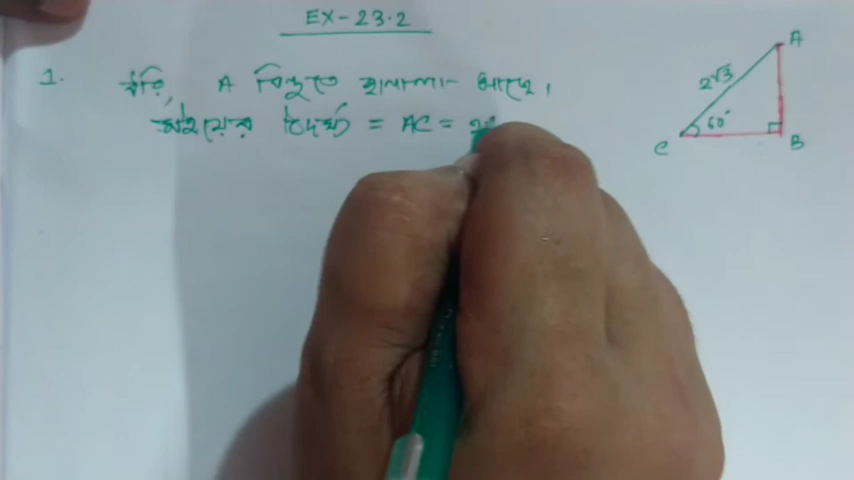 EX-23.2
1. ধরি, A বিন্দুতে জানালা আছে।
মইয়ের দৈর্ঘ্য = AC =
A
2√3
60°
C
B